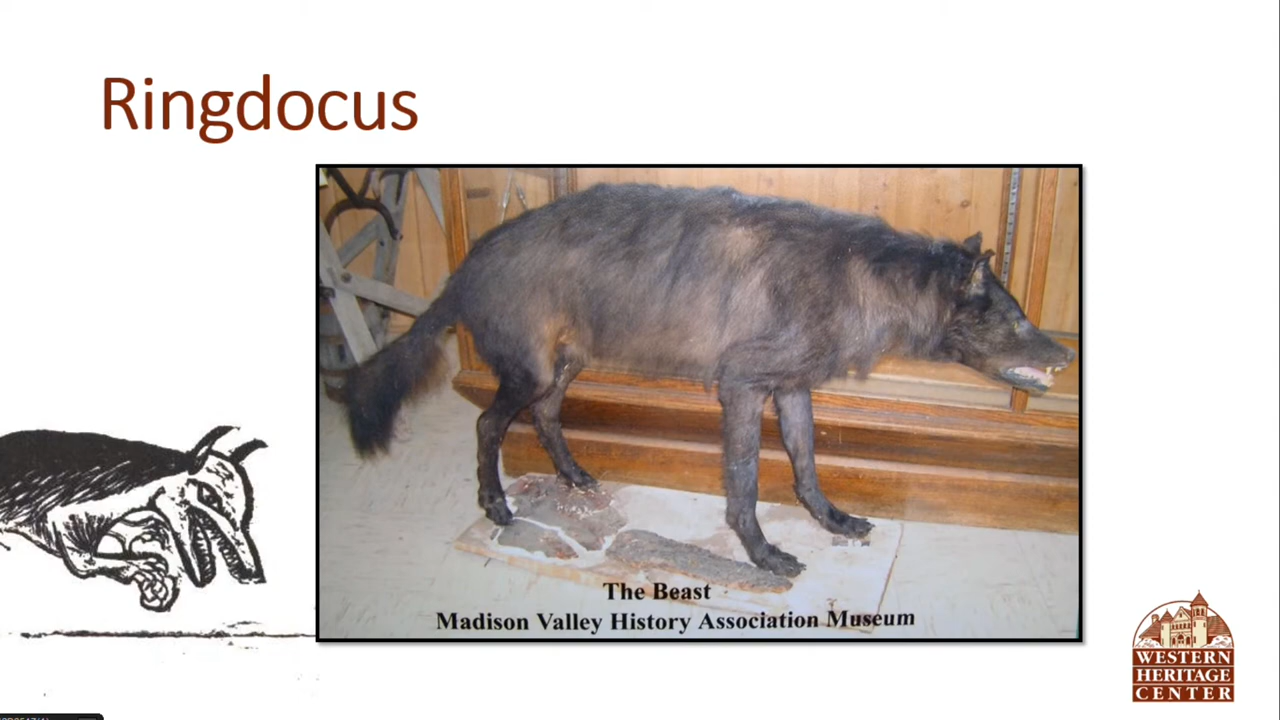 Ringdocus
The Beast
Madison Valley History Association Museum
WESTERN
HERITAGE
CENTER